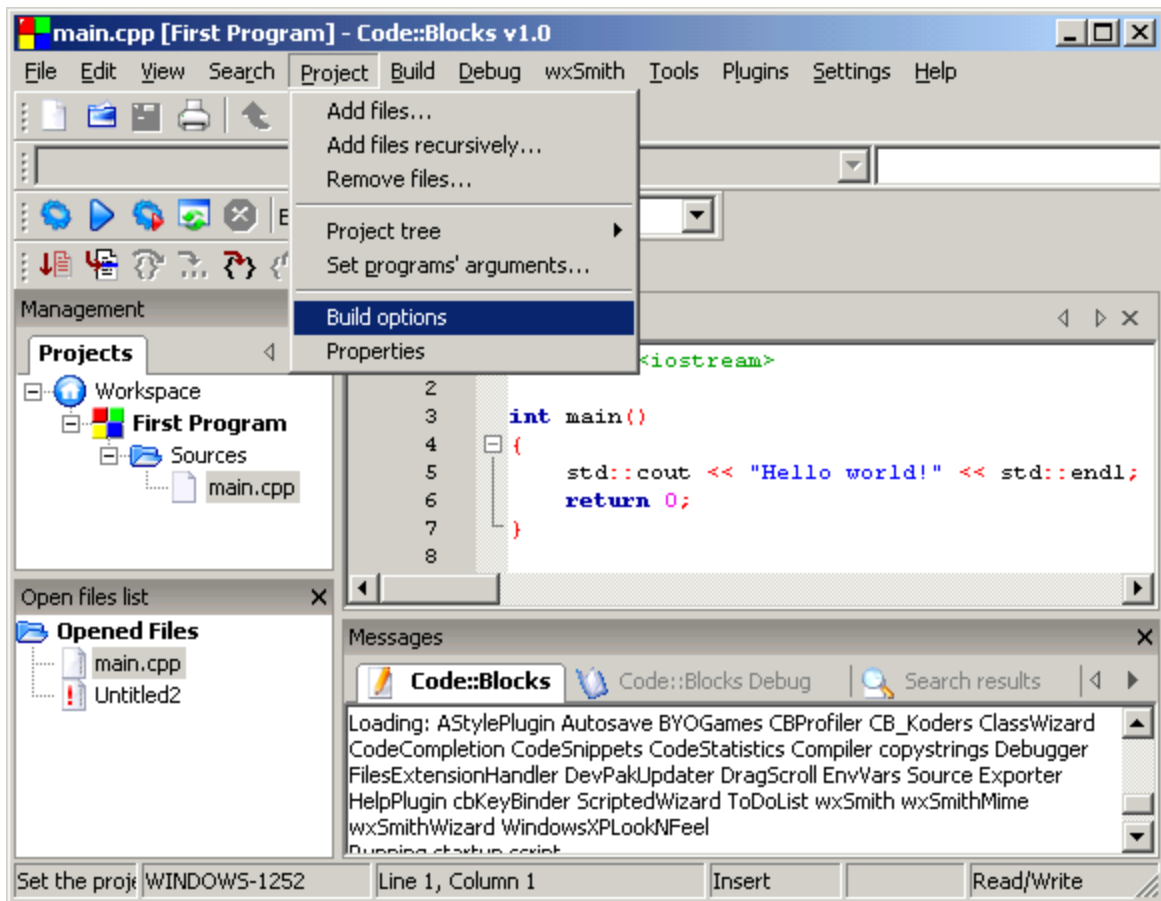 main.cpp [First Program] - Code::Blocks v1.0
File Edit View Search Project Build Debug wxSmith Tools Plugins Settings Help
Add files...
Add files recursively...
Remove files...
Project tree
Set programs' arguments...
Build options
Properties
Management
Projects
Workspace
First Program
Sources
main.cpp
<iostream>
2
3 int main()
4 {
5 std::cout << "Hello world!" << std::endl;
6 return 0;
7 }
8
Open files list
Opened Files
main.cpp
Untitled2
Messages
Code::Blocks Code::Blocks Debug Search results
Loading: AStylePlugin Autosave BYOGames CBProfiler CB_Koders ClassWizard
CodeCompletion CodeSnippets CodeStatistics Compiler copystrings Debugger
FilesExtensionHandler DevPakUpdater DragScroll EnvVars Source Exporter
HelpPlugin cbKeyBinder ScriptedWizard ToDoList wxSmith wxSmithMime
wxSmithWizard WindowsXPLookNFeel
Running startup script
Set the proje WINDOWS-1252 Line 1, Column 1 Insert Read/Write